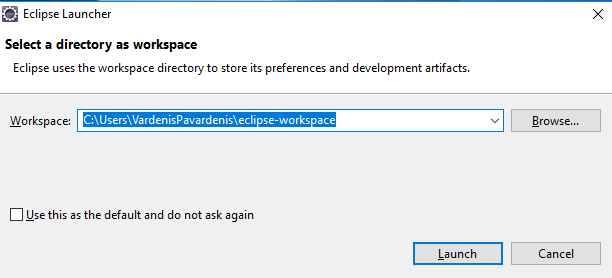 Eclipse Launcher
Select a directory as workspace
Eclipse uses the workspace directory to store its preferences and development artifacts.
Workspace: C:\Users\VardenisPavardenis\eclipse-workspace Browse...
Use this as the default and do not ask again
Launch Cancel